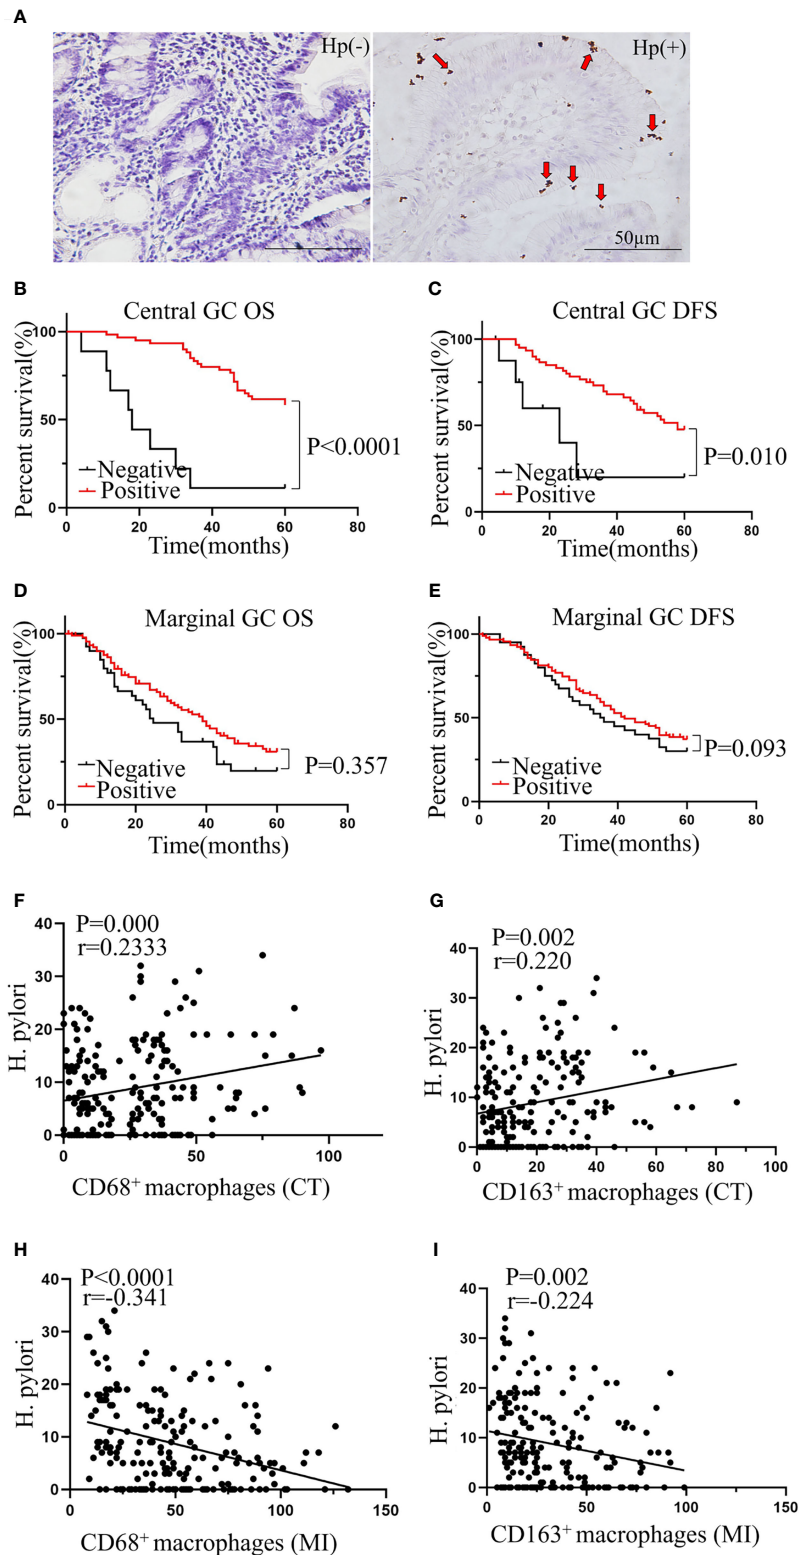 A
Hp(-)
Hp(+)
50µm
B
Central GC OS
Percent survival(%)
100
50
0
Negative
Positive
P<0.0001
0 20 40 60 80
Time(months)
C
Central GC DFS
Percent survival(%)
100
50
0
Negative
Positive
P=0.010
0 20 40 60 80
Time(months)
D
Marginal GC OS
Percent survival(%)
100
50
0
Negative
Positive
P=0.357
0 20 40 60 80
Time(months)
E
Marginal GC DFS
Percent survival(%)
100
50
0
Negative
Positive
P=0.093
0 20 40 60 80
Time(months)
F
P=0.000
r=0.2333
H. pylori
40
30
20
10
0
0 50 100
CD68+ macrophages (CT)
G
P=0.002
r=0.220
H. pylori
40
30
20
10
0
0 20 40 60 80 100
CD163+ macrophages (CT)
H
P<0.0001
r=-0.341
H. pylori
40
30
20
10
0
0 50 100 150
CD68+ macrophages (MI)
I
P=0.002
r=-0.224
H. pylori
40
30
20
10
0
0 50 100 150
CD163+ macrophages (MI)